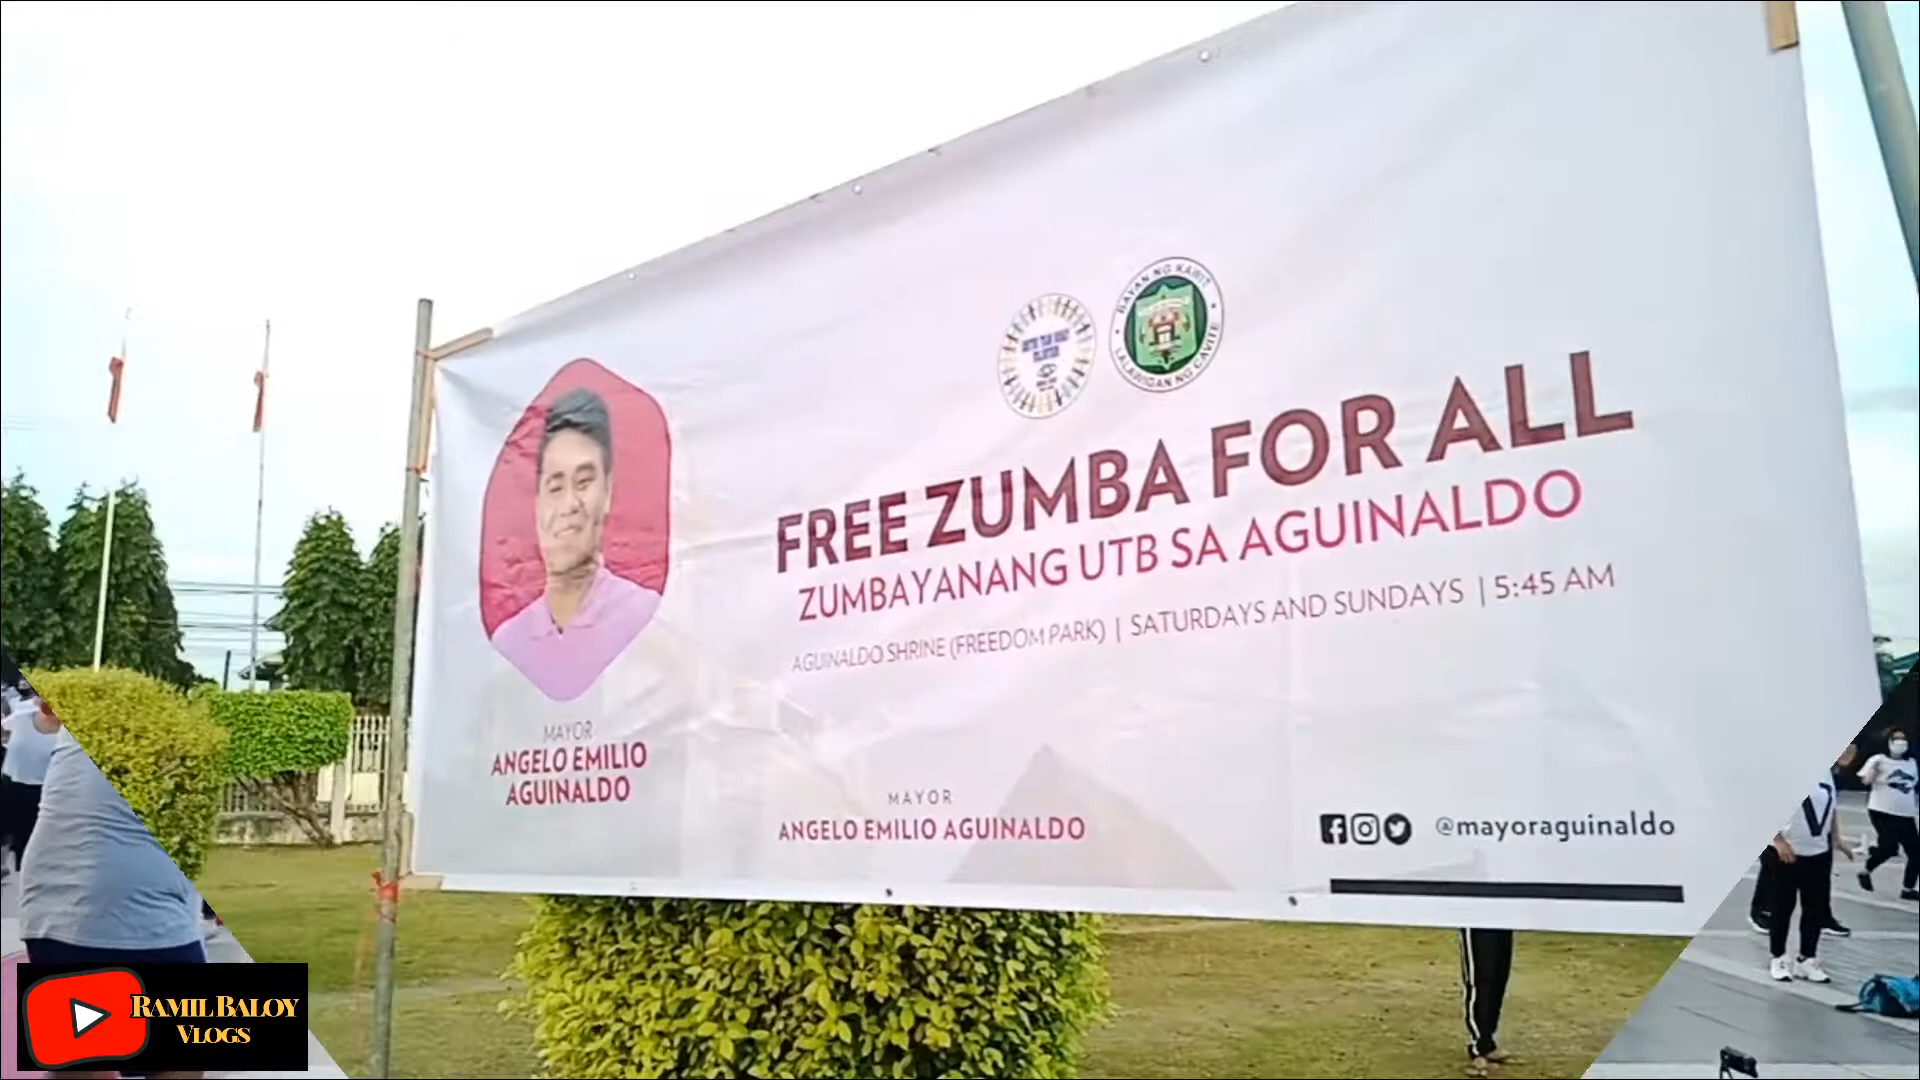 BAYAN NG KAWIT
LALAWIGAN NG CAVITE
FREE ZUMBA FOR ALL
ZUMBAYANANG UTB SA AGUINALDO
AGUINALDO SHRINE (FREEDOM PARK) | SATURDAYS AND SUNDAYS | 5:45 AM
MAYOR
ANGELO EMILIO
AGUINALDO
MAYOR
ANGELO EMILIO AGUINALDO
@mayoraguinaldo
RAMIL BALOY
VLOGS